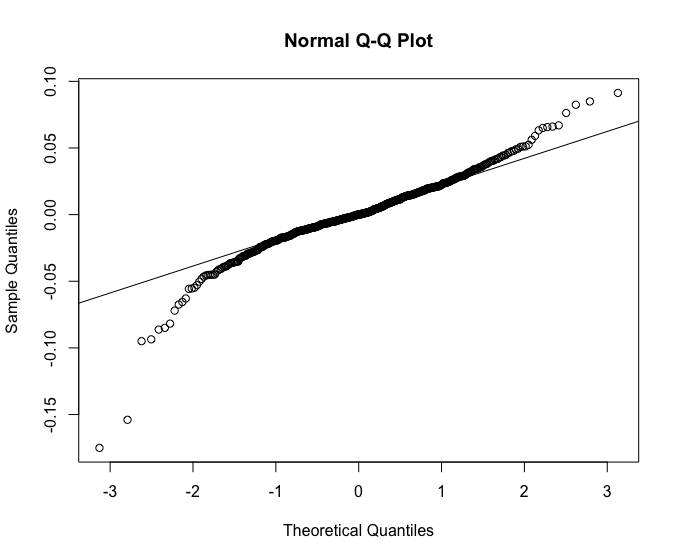 Normal Q-Q Plot
0.10
0.05
0.00
-0.05
-0.10
-0.15
Sample Quantiles
-3 -2 -1 0 1 2 3
Theoretical Quantiles